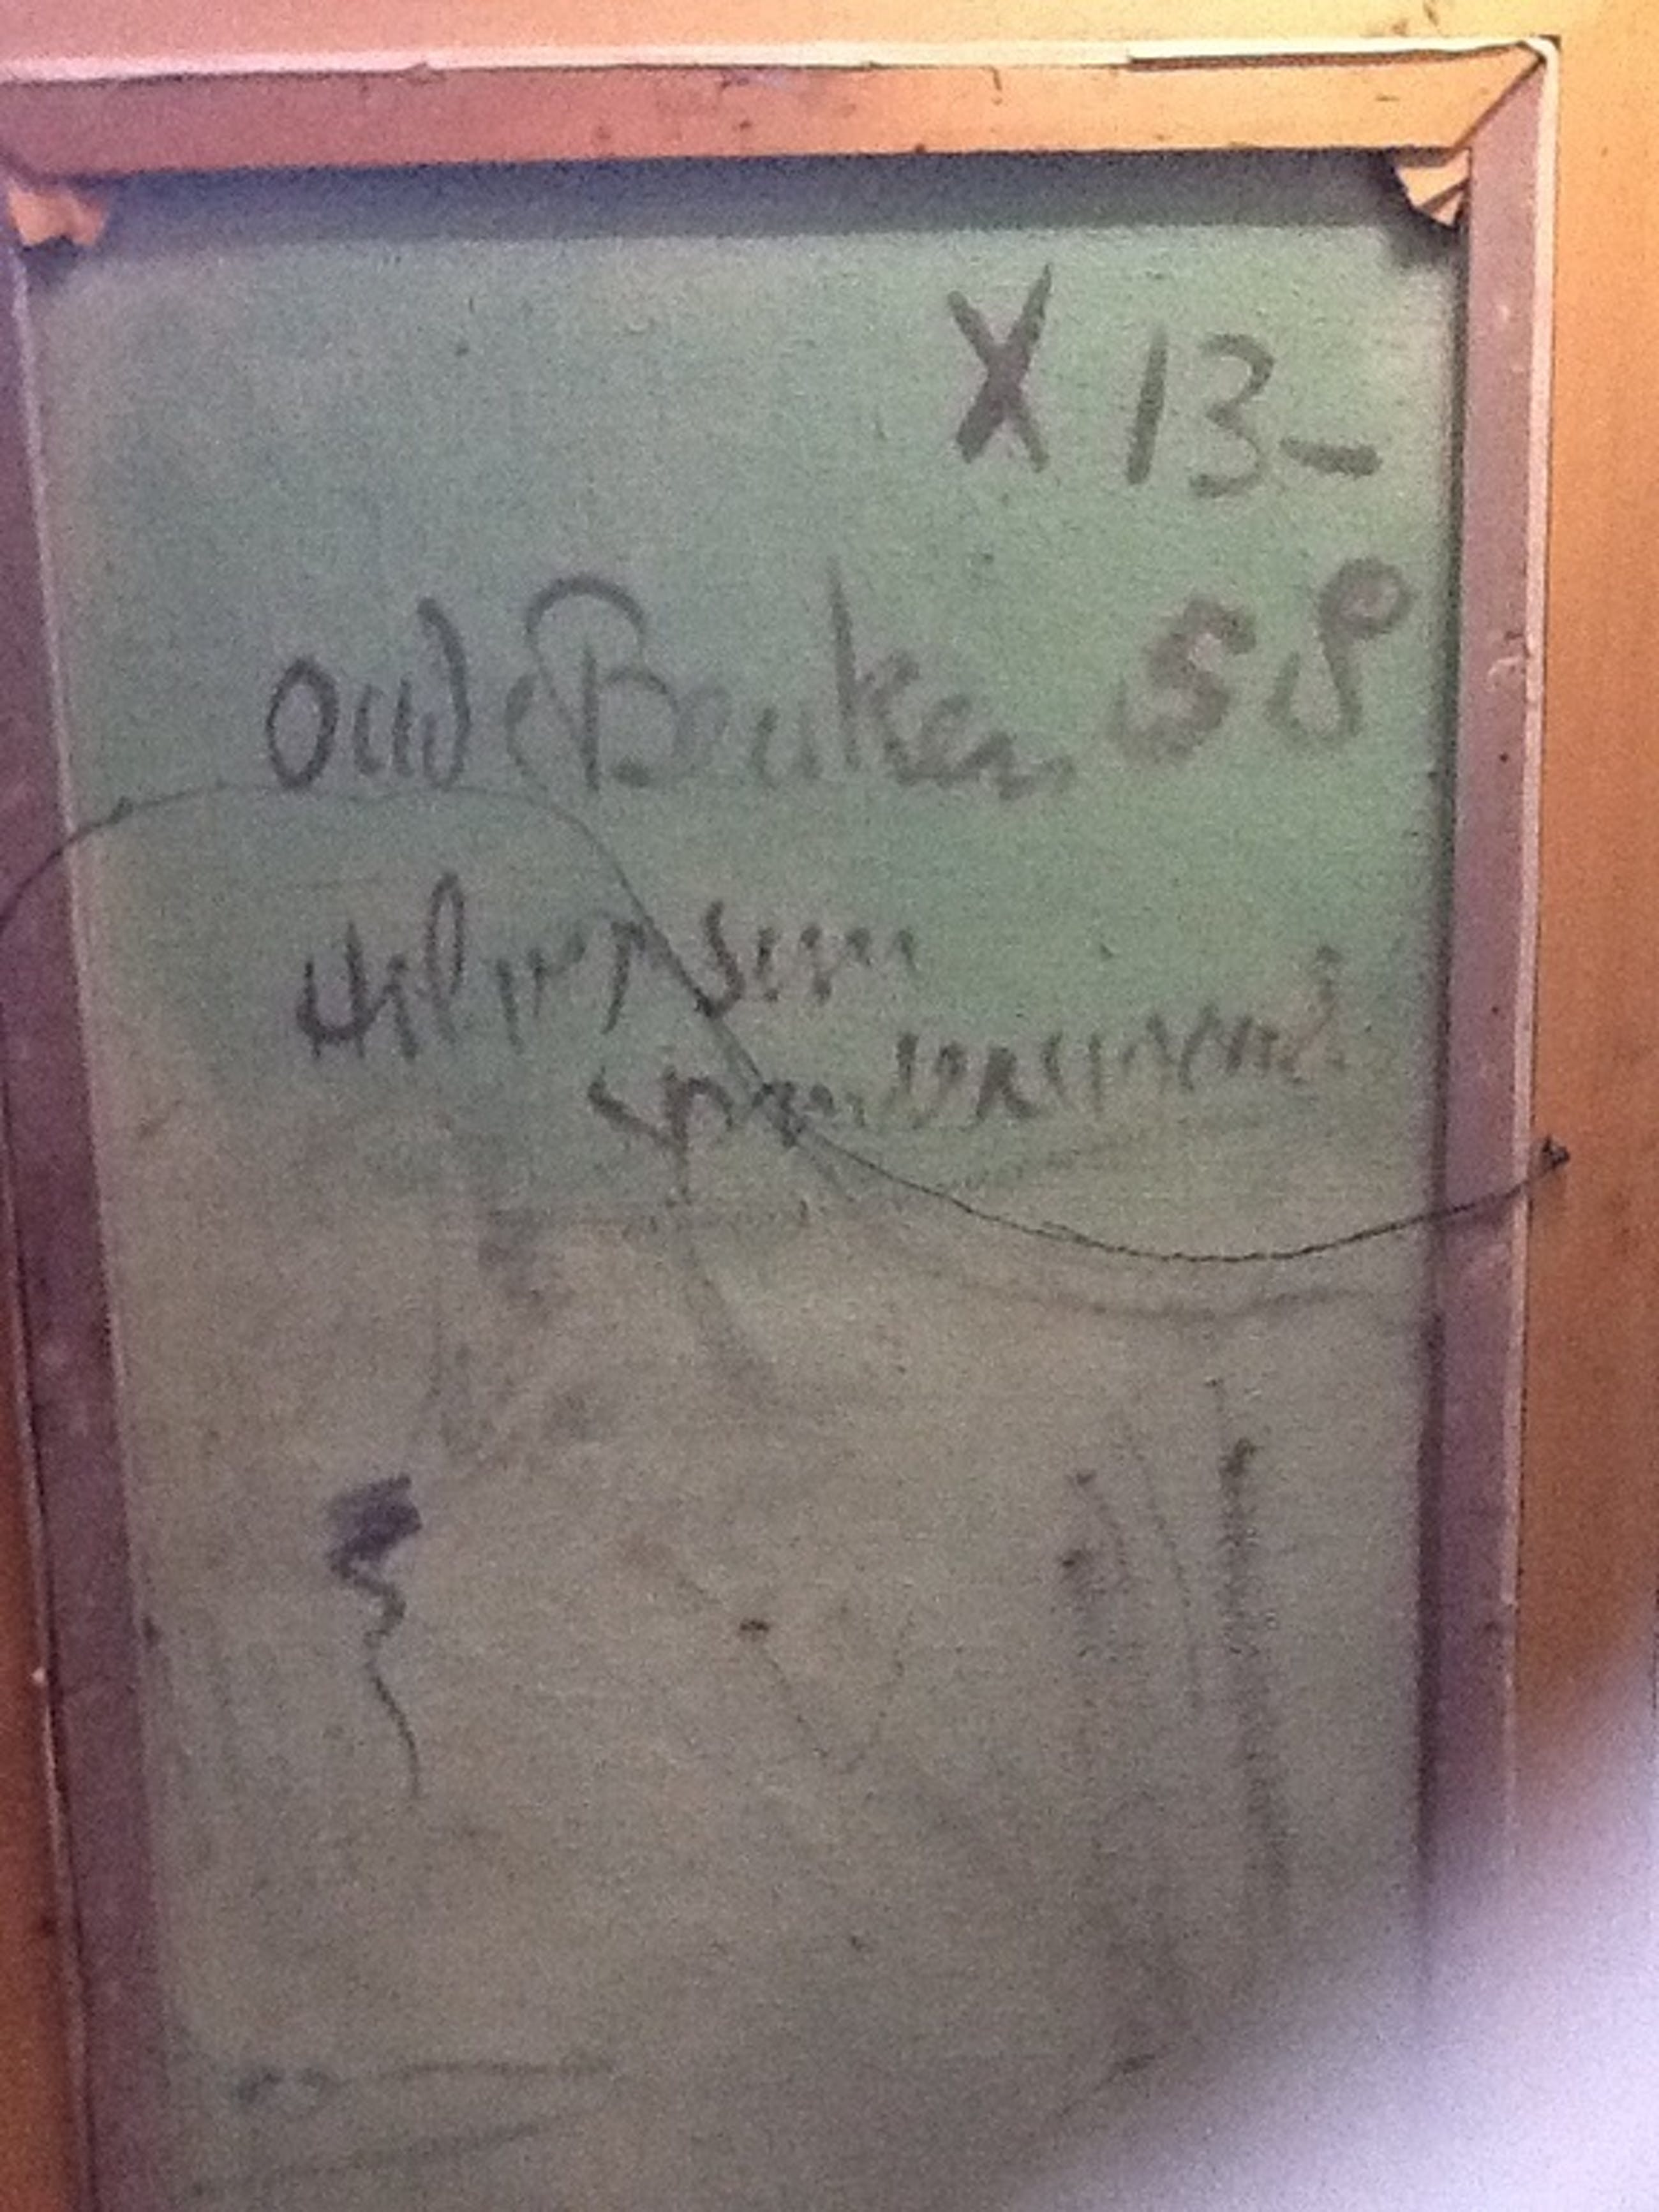 X 13-
Oude Beuken 58
Hilversum